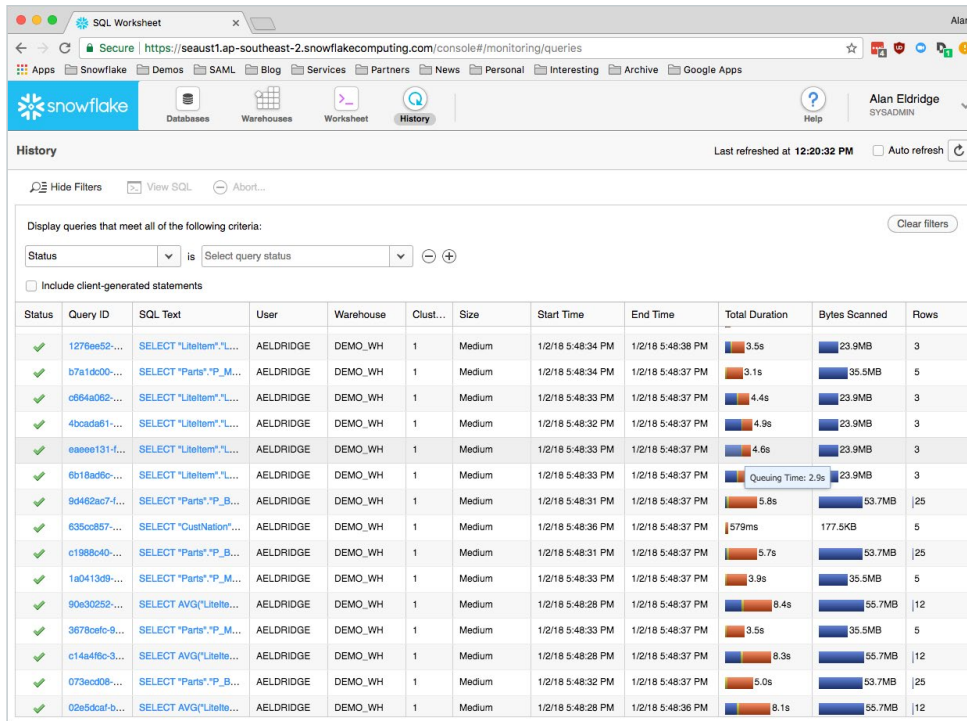 SQL Worksheet
Alan
Secure | https://seaust1.ap-southeast-2.snowflakecomputing.com/console#/monitoring/queries
Apps Snowflake Demos SAML Blog Services Partners News Personal Interesting Archive Google Apps
snowflake Databases Warehouses Worksheet History Help Alan Eldridge
SYSADMIN
History Last refreshed at 12:20:32 PM Auto refresh
Hide Filters View SQL Abort...
Display queries that meet all of the following criteria: Clear filters
Status is Select query status
Include client-generated statements
Status Query ID SQL Text User Warehouse Clust... Size Start Time End Time Total Duration Bytes Scanned Rows
1276ee52-... SELECT "LiteItem"."L... AELDRIDGE DEMO_WH 1 Medium 1/2/18 5:48:34 PM 1/2/18 5:48:38 PM 3.5s 23.9MB 3
b7a1dc00-... SELECT "Parts"."P_M... AELDRIDGE DEMO_WH 1 Medium 1/2/18 5:48:34 PM 1/2/18 5:48:37 PM 3.1s 35.5MB 5
c664a062-... SELECT "LiteItem"."L... AELDRIDGE DEMO_WH 1 Medium 1/2/18 5:48:33 PM 1/2/18 5:48:37 PM 4.4s 23.9MB 3
4bcada61-... SELECT "LiteItem"."L... AELDRIDGE DEMO_WH 1 Medium 1/2/18 5:48:32 PM 1/2/18 5:48:37 PM 4.9s 23.9MB 3
eaeee131-f... SELECT "LiteItem"."L... AELDRIDGE DEMO_WH 1 Medium 1/2/18 5:48:33 PM 1/2/18 5:48:37 PM 4.6s 23.9MB 3
6b18ad6c-... SELECT "LiteItem"."L... AELDRIDGE DEMO_WH 1 Medium 1/2/18 5:48:33 PM 1/2/18 5:48:37 PM Queuing Time: 2.9s 23.9MB 3
9d462ac7-f... SELECT "Parts"."P_B... AELDRIDGE DEMO_WH 1 Medium 1/2/18 5:48:31 PM 1/2/18 5:48:37 PM 5.8s 53.7MB 25
635cc857-... SELECT "CustNation"... AELDRIDGE DEMO_WH 1 Medium 1/2/18 5:48:36 PM 1/2/18 5:48:37 PM 579ms 177.5KB 5
c1988c40-... SELECT "Parts"."P_B... AELDRIDGE DEMO_WH 1 Medium 1/2/18 5:48:31 PM 1/2/18 5:48:37 PM 5.7s 53.7MB 25
1a0413d9-... SELECT "Parts"."P_M... AELDRIDGE DEMO_WH 1 Medium 1/2/18 5:48:33 PM 1/2/18 5:48:37 PM 3.9s 35.5MB 5
90e30252-... SELECT AVG("LiteIte... AELDRIDGE DEMO_WH 1 Medium 1/2/18 5:48:28 PM 1/2/18 5:48:37 PM 8.4s 55.7MB 12
3678cefc-9... SELECT "Parts"."P_M... AELDRIDGE DEMO_WH 1 Medium 1/2/18 5:48:33 PM 1/2/18 5:48:37 PM 3.5s 35.5MB 5
c14a4f6c-3... SELECT AVG("LiteIte... AELDRIDGE DEMO_WH 1 Medium 1/2/18 5:48:28 PM 1/2/18 5:48:37 PM 8.3s 55.7MB 12
073ecd08-... SELECT "Parts"."P_B... AELDRIDGE DEMO_WH 1 Medium 1/2/18 5:48:32 PM 1/2/18 5:48:37 PM 5.0s 53.7MB 25
02e5dcaf-b... SELECT AVG("LiteIte... AELDRIDGE DEMO_WH 1 Medium 1/2/18 5:48:28 PM 1/2/18 5:48:36 PM 8.1s 55.7MB 12